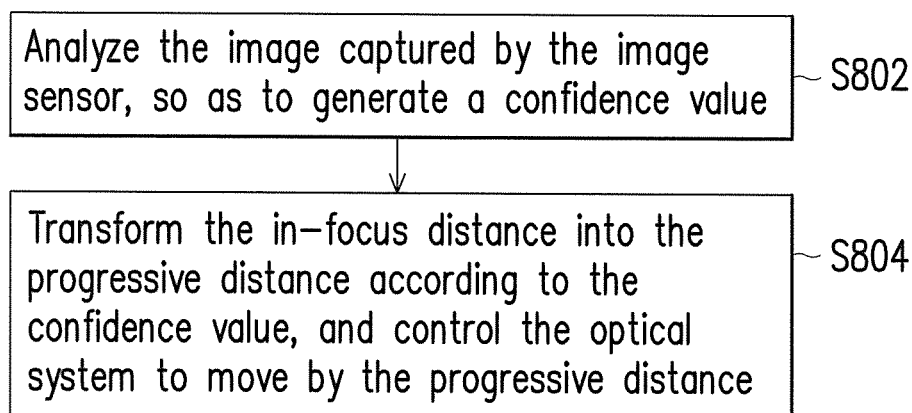 Analyze the image captured by the image
sensor, so as to generate a confidence value
S802
Transform the in-focus distance into the
progressive distance according to the
confidence value, and control the optical
system to move by the progressive distance
S804